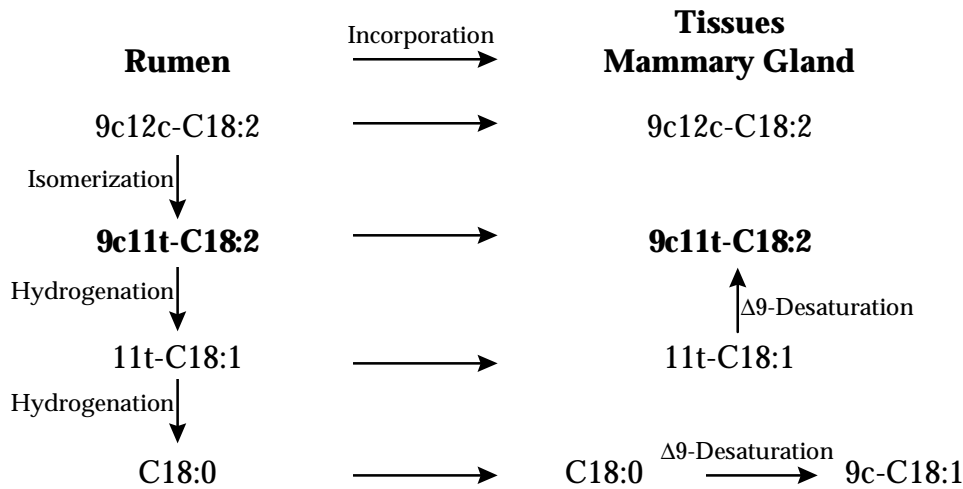 Rumen
Incorporation
Tissues
Mammary Gland
9c12c-C18:2
9c12c-C18:2
Isomerization
9c11t-C18:2
9c11t-C18:2
Hydrogenation
Δ9-Desaturation
11t-C18:1
11t-C18:1
Hydrogenation
C18:0
C18:0
Δ9-Desaturation
9c-C18:1